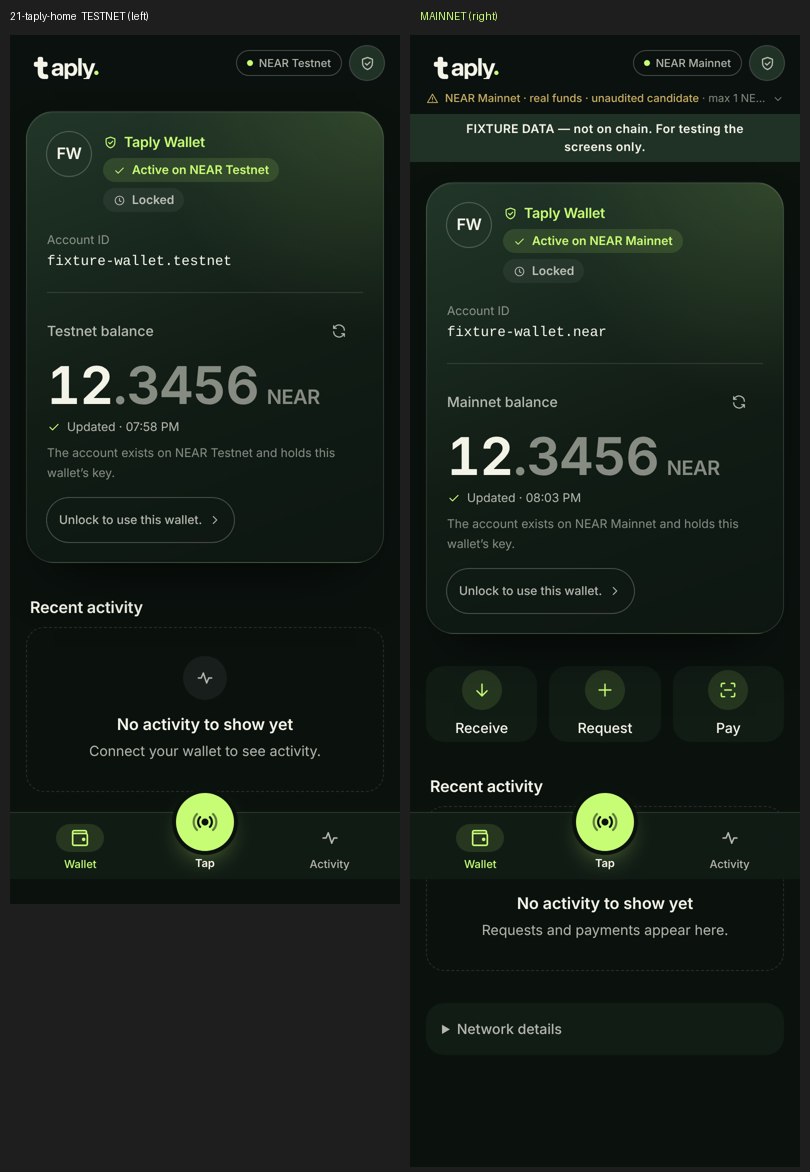 21-taply-home TESTNET (left)
taply.
NEAR Testnet
FW
Taply Wallet
Active on NEAR Testnet
Locked
Account ID
fixture-wallet.testnet
Testnet balance
12.3456 NEAR
Updated · 07:58 PM
The account exists on NEAR Testnet and holds this
wallet’s key.
Unlock to use this wallet.
Recent activity
No activity to show yet
Connect your wallet to see activity.
Wallet
Tap
Activity
MAINNET (right)
taply.
NEAR Mainnet
NEAR Mainnet · real funds · unaudited candidate · max 1 NE...
FIXTURE DATA — not on chain. For testing the
screens only.
FW
Taply Wallet
Active on NEAR Mainnet
Locked
Account ID
fixture-wallet.near
Mainnet balance
12.3456 NEAR
Updated · 08:03 PM
The account exists on NEAR Mainnet and holds this
wallet’s key.
Unlock to use this wallet.
Receive
Request
Pay
Recent activity
Wallet
Tap
Activity
No activity to show yet
Requests and payments appear here.
Network details